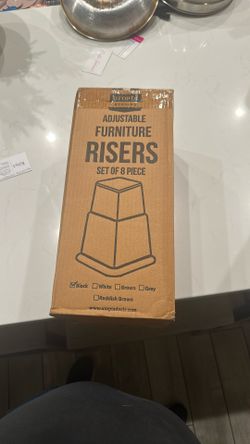 ADJUSTABLE
FURNITURE
RISERS
SET OF 8 PIECE
☑Black ☐White ☐Brown ☐Grey
☐Reddish Brown